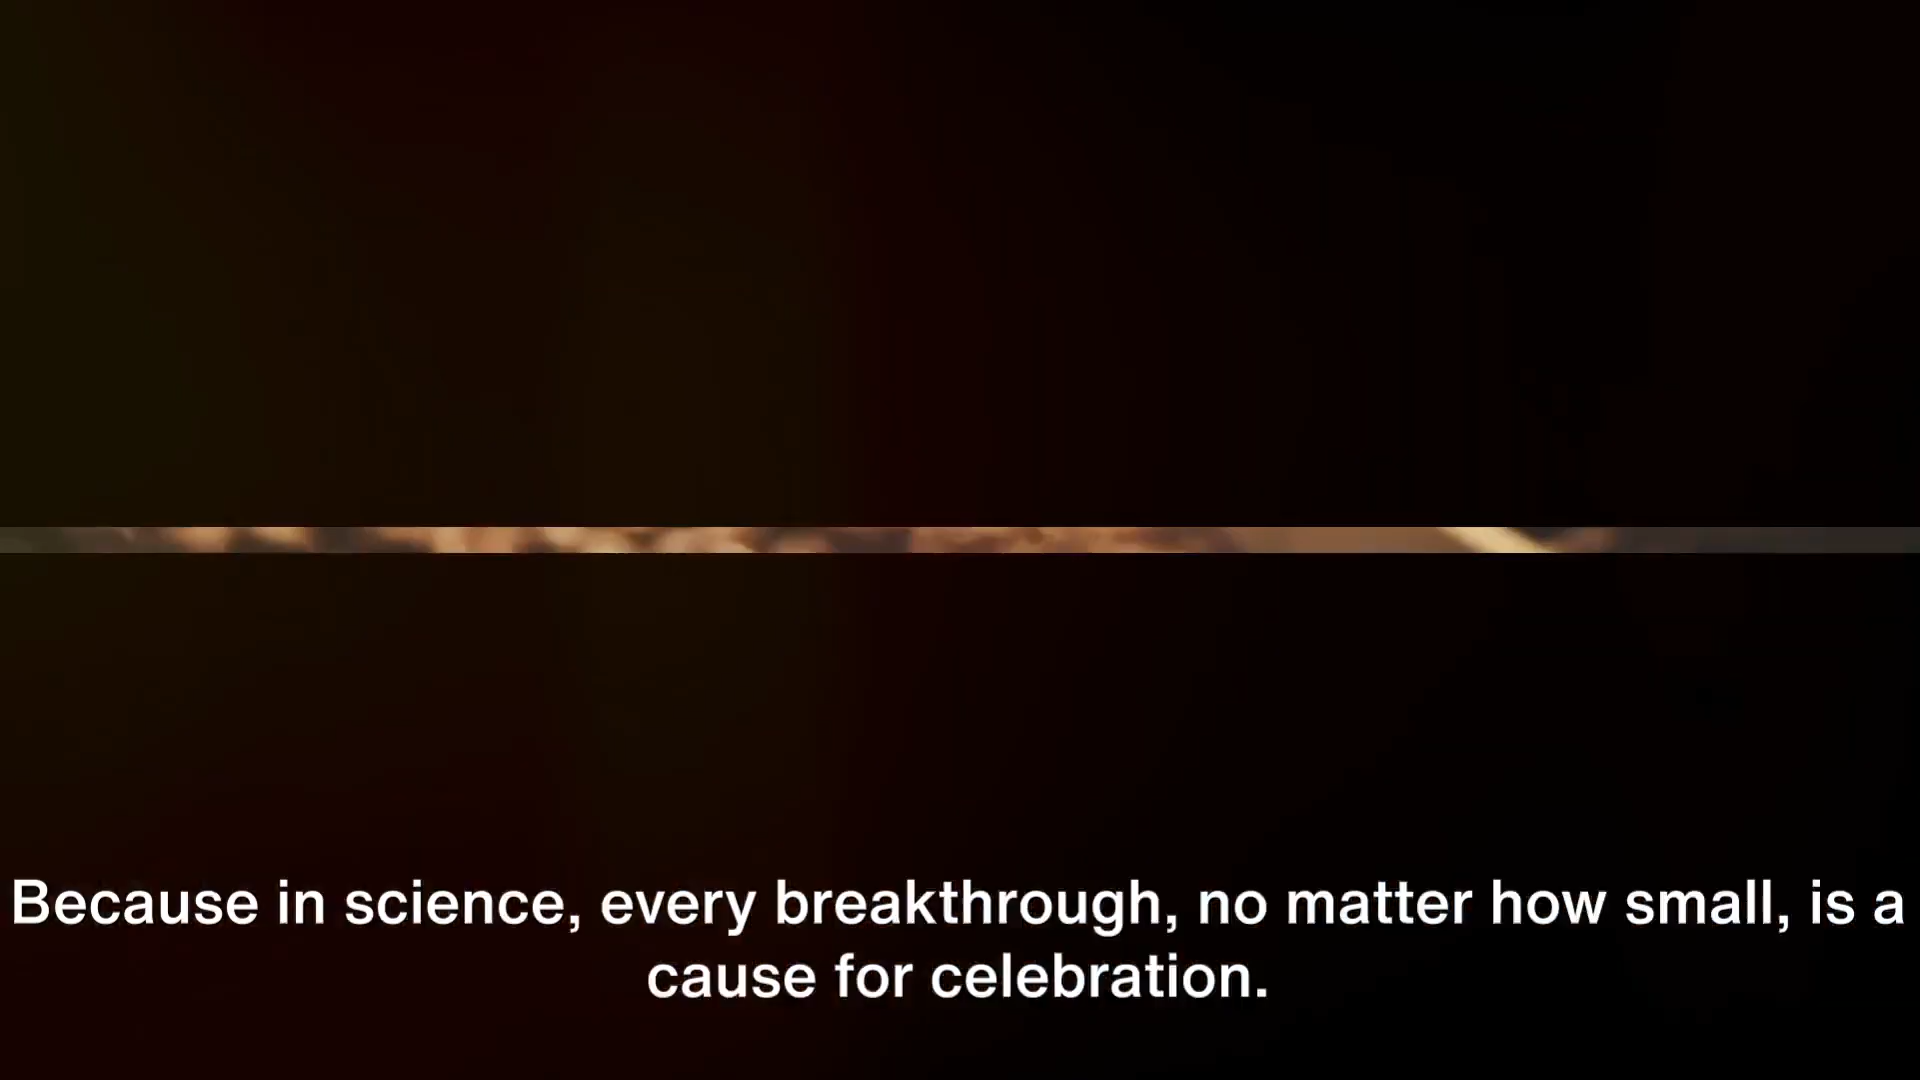 Because in science, every breakthrough, no matter how small, is a
cause for celebration.